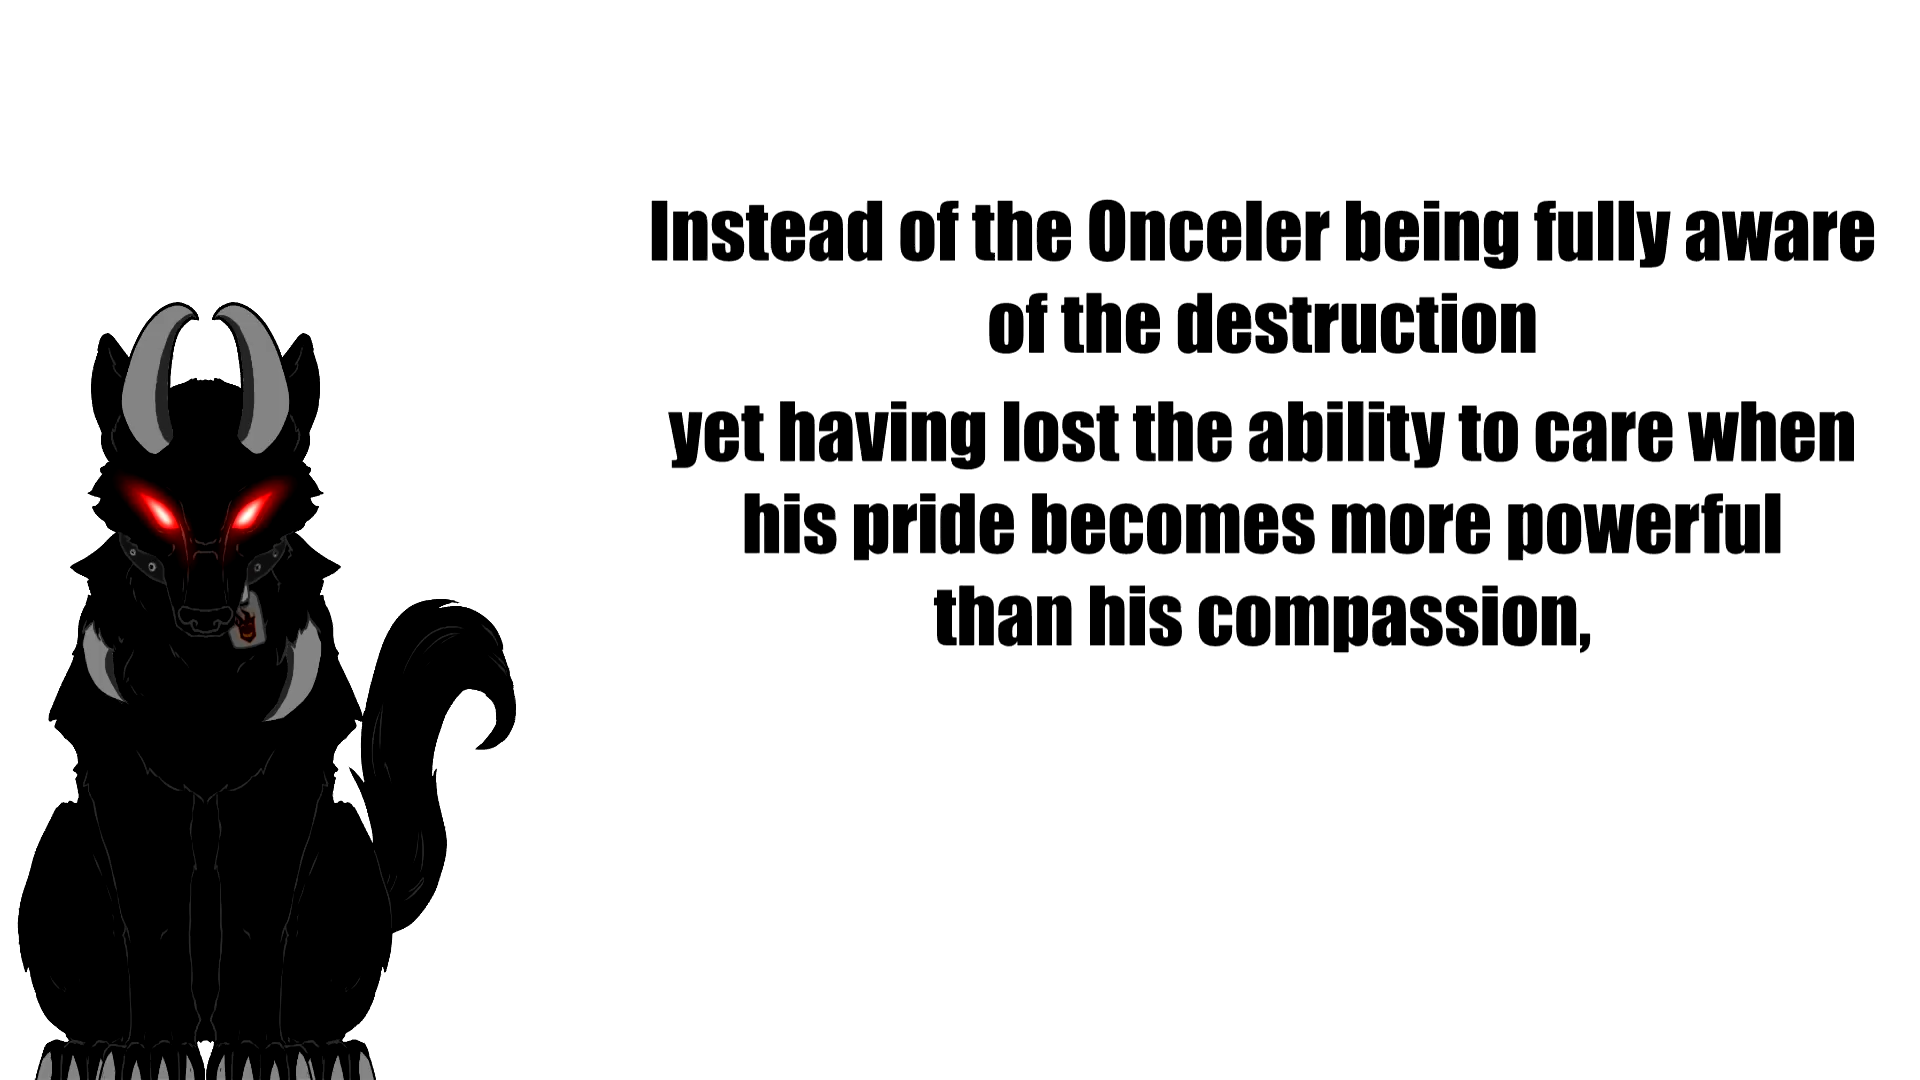 Instead of the Onceler being fully aware
of the destruction
yet having lost the ability to care when
his pride becomes more powerful
than his compassion,